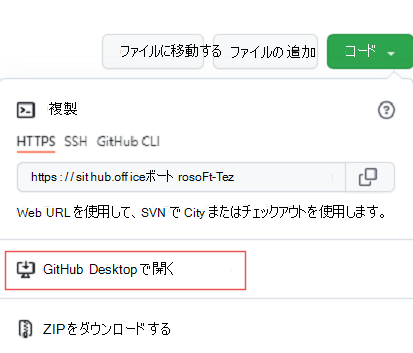 ファイルに移動する ファイルの追加 コード
複製
HTTPS SSH GitHub CLI
https://sithub.officeボート rosoFt-Tez
Web URLを使用して、SVN で City またはチェックアウトを使用します。
GitHub Desktopで開く
ZIPをダウンロードする